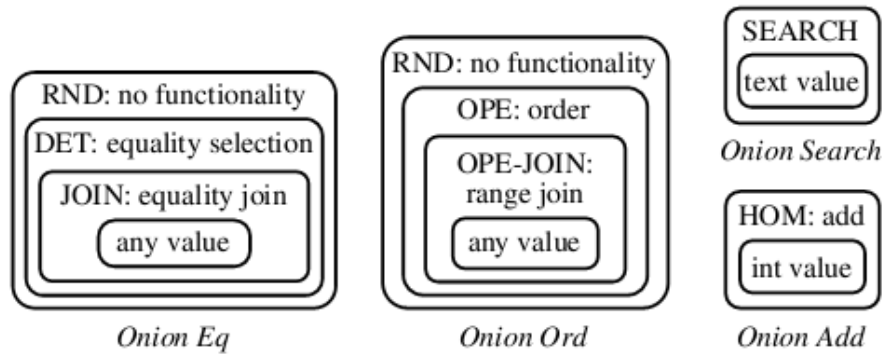 RND: no functionality
DET: equality selection
JOIN: equality join
any value
Onion Eq
RND: no functionality
OPE: order
OPE-JOIN:
range join
any value
Onion Ord
SEARCH
text value
Onion Search
HOM: add
int value
Onion Add